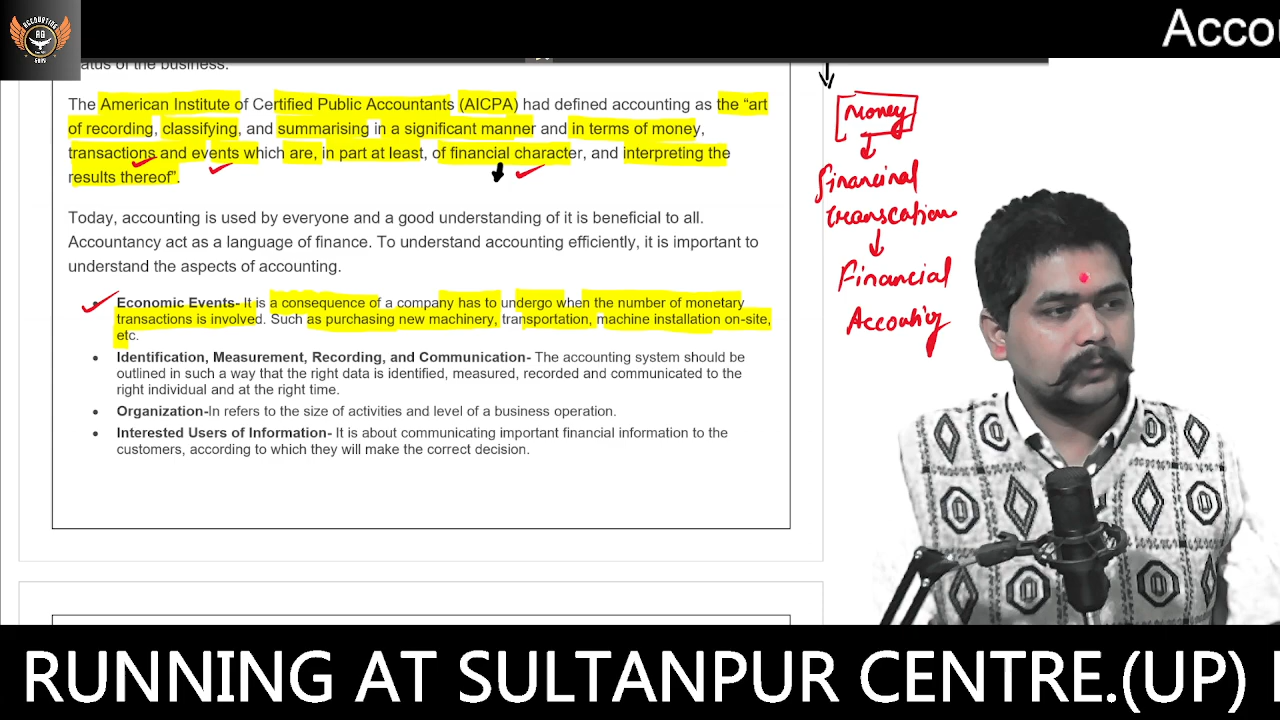 Acco
ACCOUNTING
AG
GURU
status of the business.
The American Institute of Certified Public Accountants (AICPA) had defined accounting as the “art
of recording, classifying, and summarising in a significant manner and in terms of money,
transactions and events which are, in part at least, of financial character, and interpreting the
results thereof”.
Today, accounting is used by everyone and a good understanding of it is beneficial to all.
Accountancy act as a language of finance. To understand accounting efficiently, it is important to
understand the aspects of accounting.
• Economic Events- It is a consequence of a company has to undergo when the number of monetary
transactions is involved. Such as purchasing new machinery, transportation, machine installation on-site,
etc.
• Identification, Measurement, Recording, and Communication- The accounting system should be
outlined in such a way that the right data is identified, measured, recorded and communicated to the
right individual and at the right time.
• Organization-In refers to the size of activities and level of a business operation.
• Interested Users of Information- It is about communicating important financial information to the
customers, according to which they will make the correct decision.
Money
financinal
transcation
Financial
Accounting
RUNNING AT SULTANPUR CENTRE.(UP)